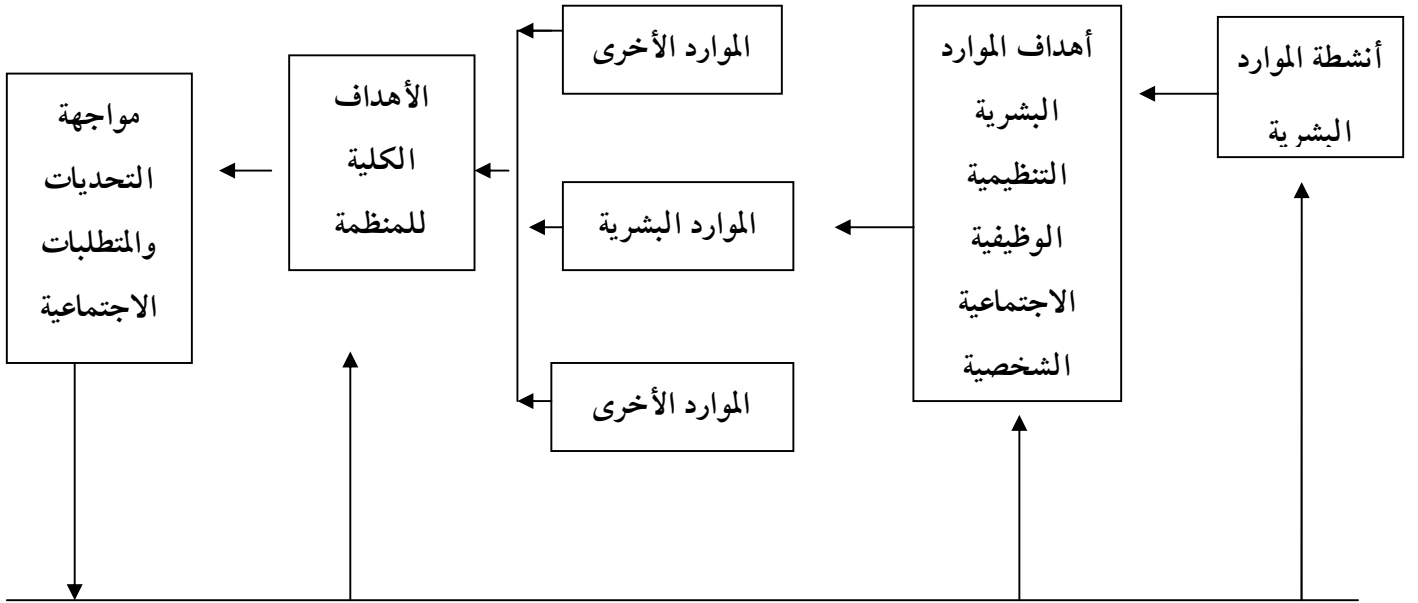 أنشطة الموارد
البشرية
أهداف الموارد
البشرية
التنظيمية
الوظيفية
الاجتماعية
الشخصية
الموارد الأخرى
الموارد البشرية
الموارد الأخرى
الأهداف
الكلية
للمنظمة
مواجهة
التحديات
والمتطلبات
الاجتماعية